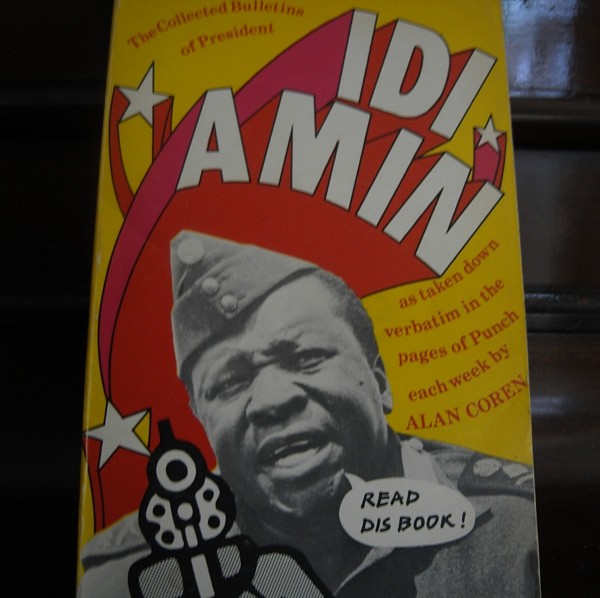 The Collected Bulletins
of President
IDI
AMIN
as taken down
verbatim in the
pages of Punch
each week by
ALAN COREN
READ
DIS BOOK!